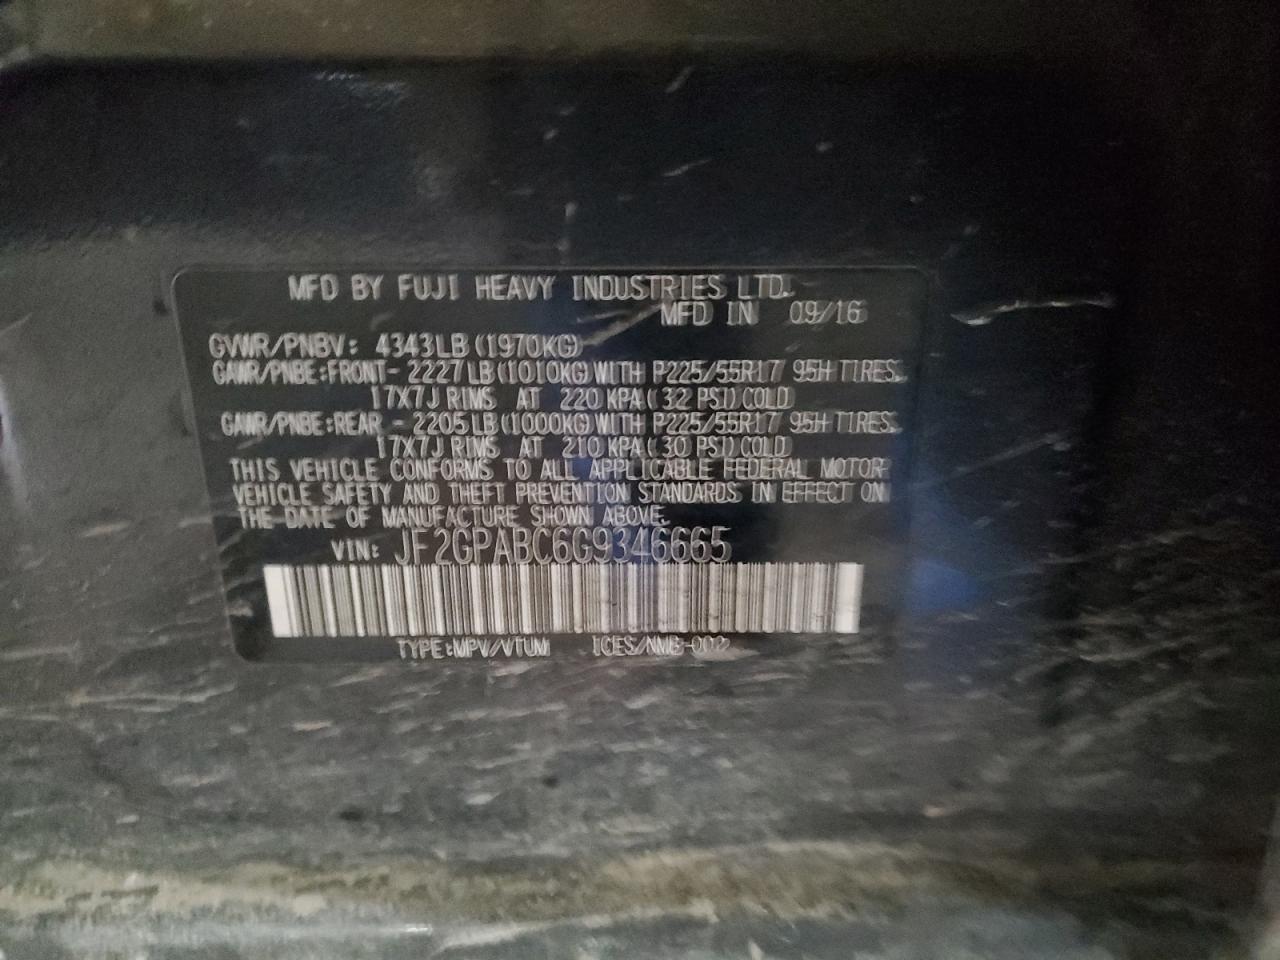 MFD BY FUJI HEAVY INDUSTRIES LTD.
MFD IN 09/16
GVWR/PNBV: 4343LB (1970KG)
GAWR/PNBE:FRONT- 2227LB(1010KG)WITH P225/55R17 95H TIRES.
17X7J RIMS AT 220 KPA( 32 PSI)COLD
GAWR/PNBE:REAR - 2205LB(1000KG)WITH P225/55R17 95H TIRES.
17X7J RIMS AT 210 KPA( 30 PSI)COLD
THIS VEHICLE CONFORMS TO ALL APPLICABLE FEDERAL MOTOR
VEHICLE SAFETY AND THEFT PREVENTION STANDARDS IN EFFECT ON
THE DATE OF MANUFACTURE SHOWN ABOVE.
VIN: JF2GPABC6G9346665
TYPE:MPV/VTUM ICES/NMB-002